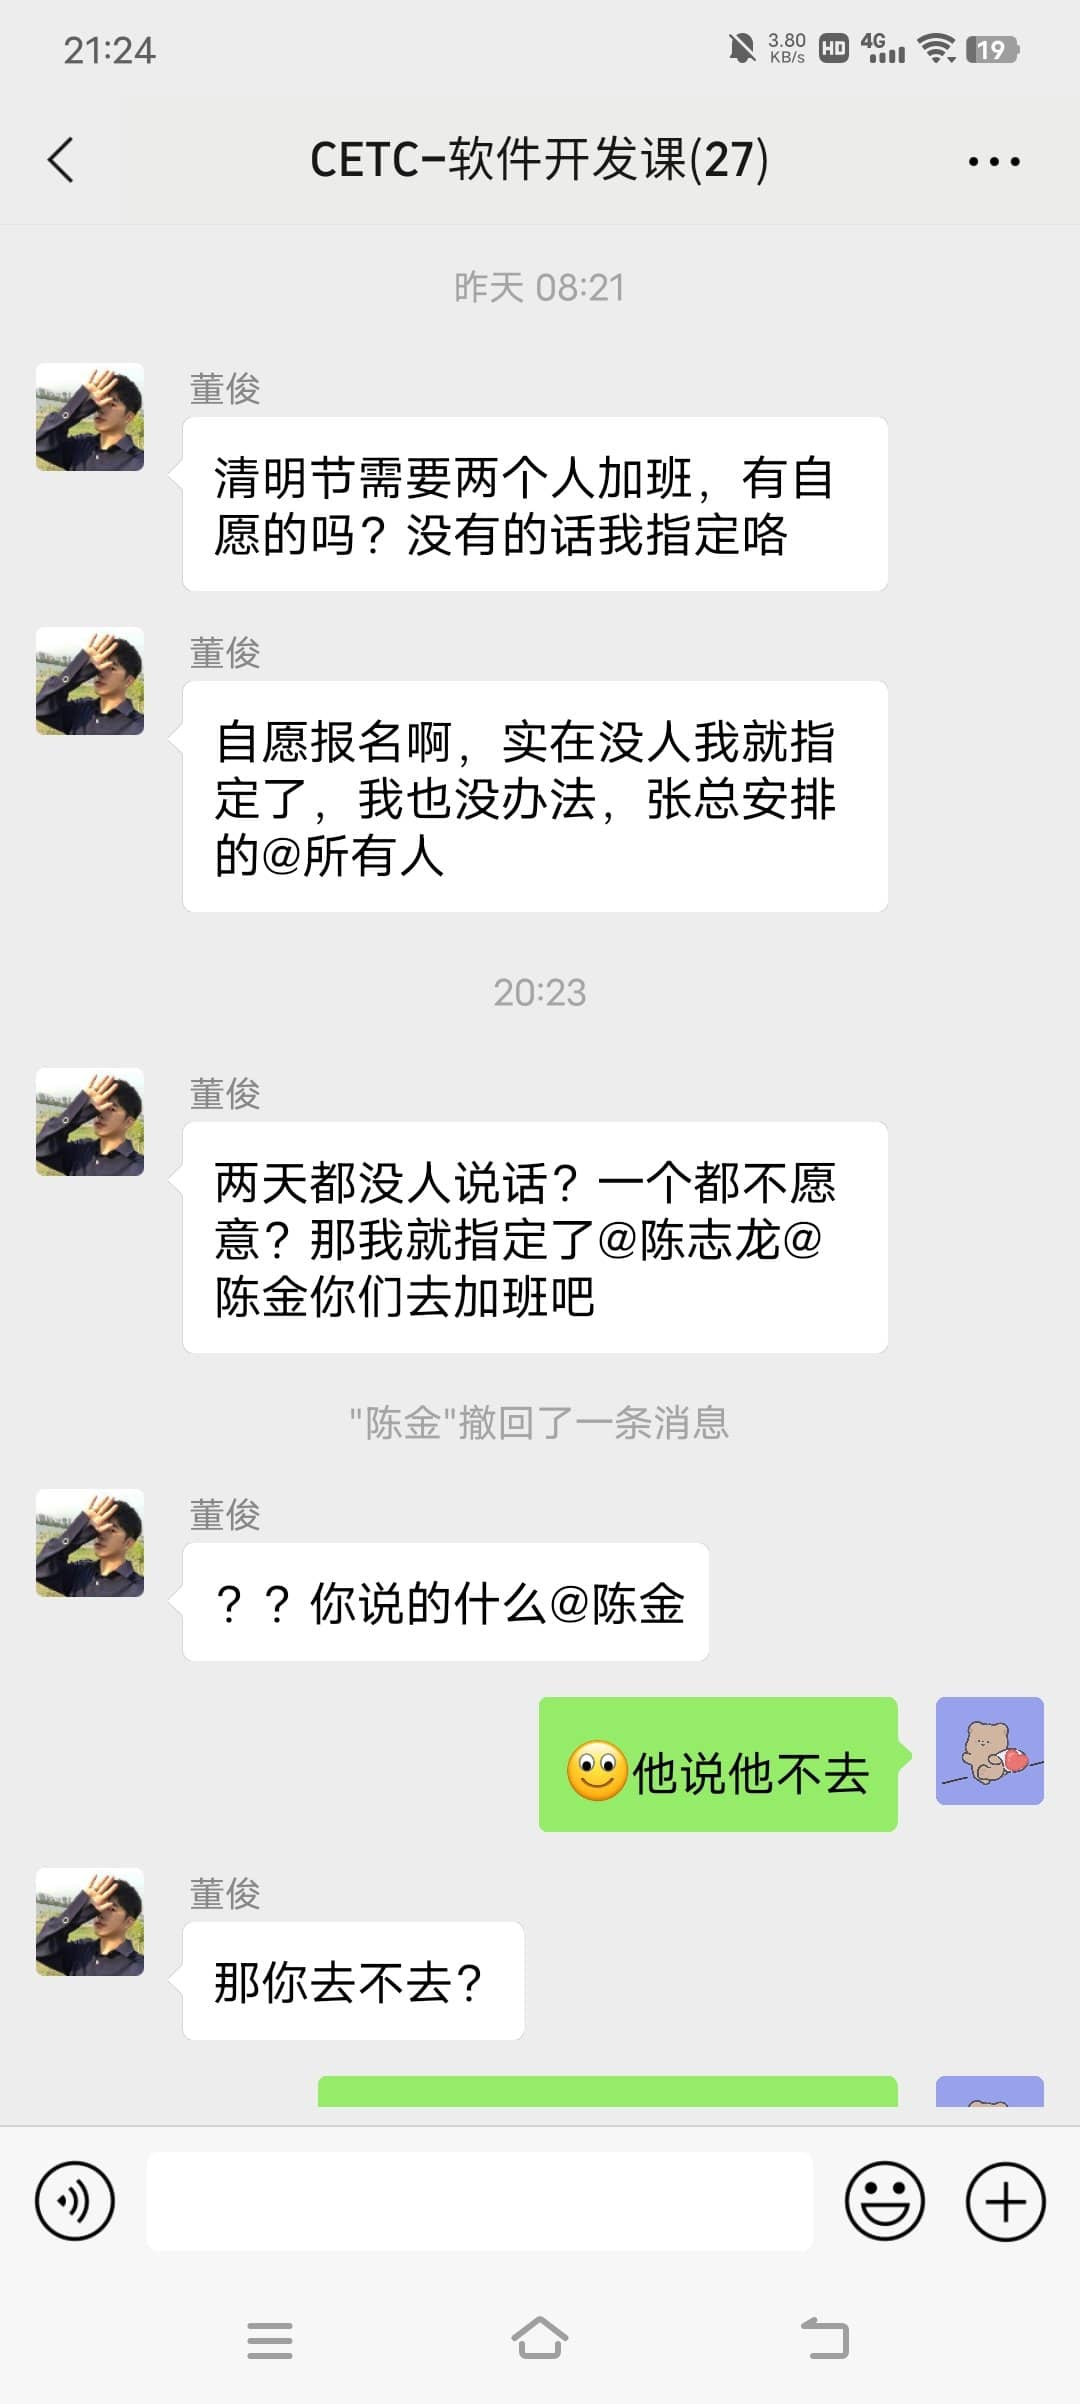 21:24
3.80
KB/s
HD
4G
19
CETC-软件开发课(27)
昨天 08:21
董俊
清明节需要两个人加班，有自
愿的吗？没有的话我指定咯
董俊
自愿报名啊，实在没人我就指
定了，我也没办法，张总安排
的@所有人
20:23
董俊
两天都没人说话？一个都不愿
意？那我就指定了@陈志龙@
陈金你们去加班吧
"陈金"撤回了一条消息
董俊
？？你说的什么@陈金
🙂他说他不去
董俊
那你去不去？